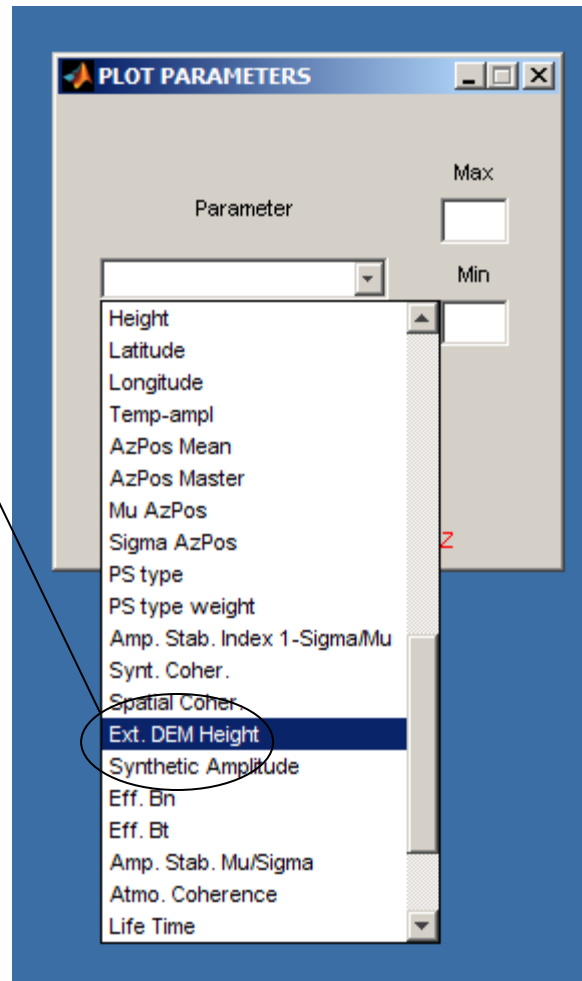 PLOT PARAMETERS
Max
Parameter
Min
Height
Latitude
Longitude
Temp-ampl
AzPos Mean
AzPos Master
Mu AzPos
Sigma AzPos
Z
PS type
PS type weight
Amp. Stab. Index 1-Sigma/Mu
Synt. Coher.
Spatial Coher.
Ext. DEM Height
Synthetic Amplitude
Eff. Bn
Eff. Bt
Amp. Stab. Mu/Sigma
Atmo. Coherence
Life Time